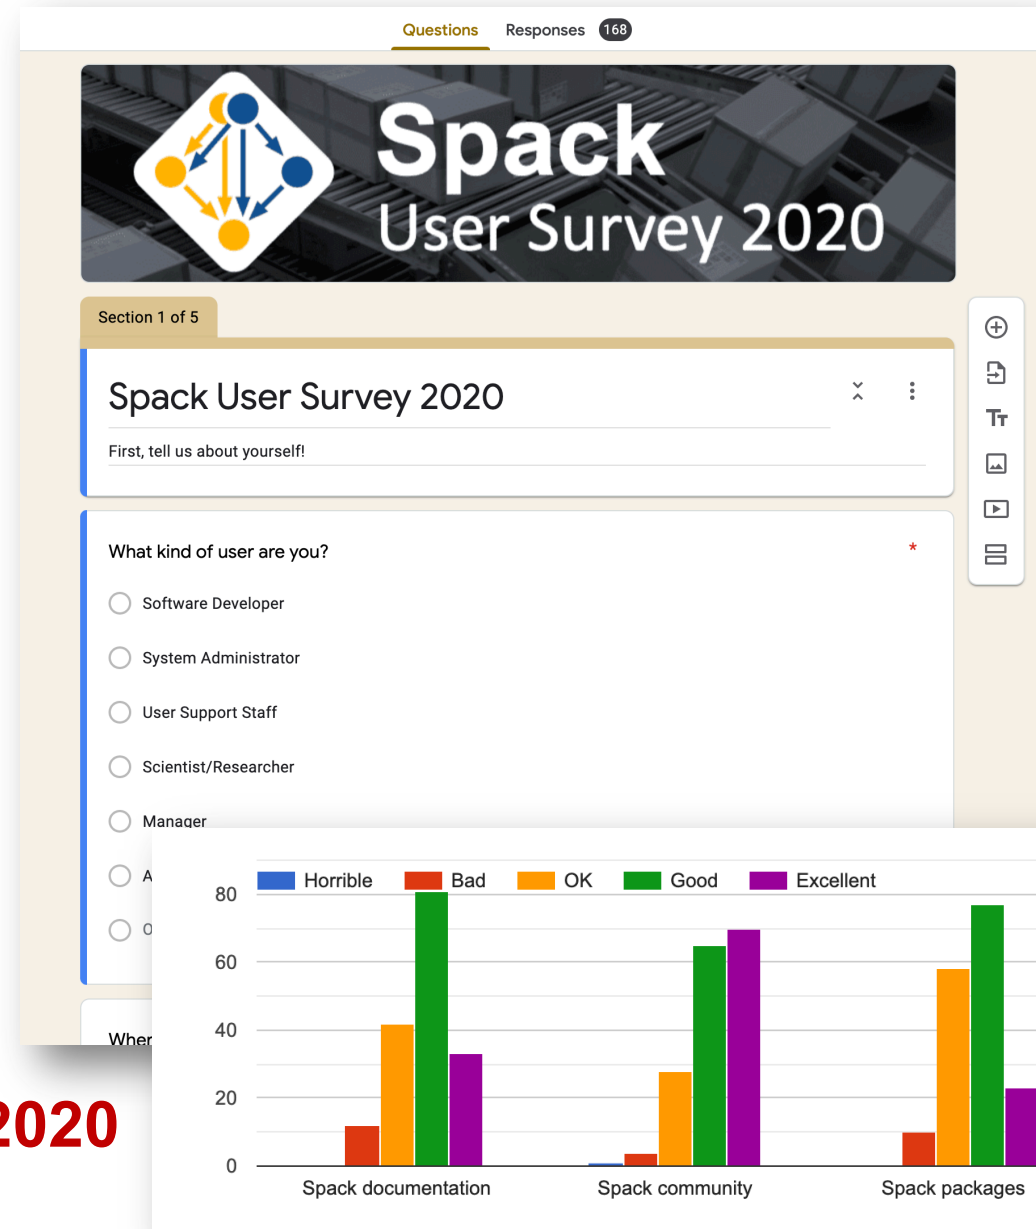 Questions Responses 168
Spack
User Survey 2020
Section 1 of 5
Spack User Survey 2020
First, tell us about yourself!
What kind of user are you? *
Software Developer
System Administrator
User Support Staff
Scientist/Researcher
Manager
A
O
Wher
2020
Horrible Bad OK Good Excellent
80
60
40
20
0
Spack documentation Spack community Spack packages